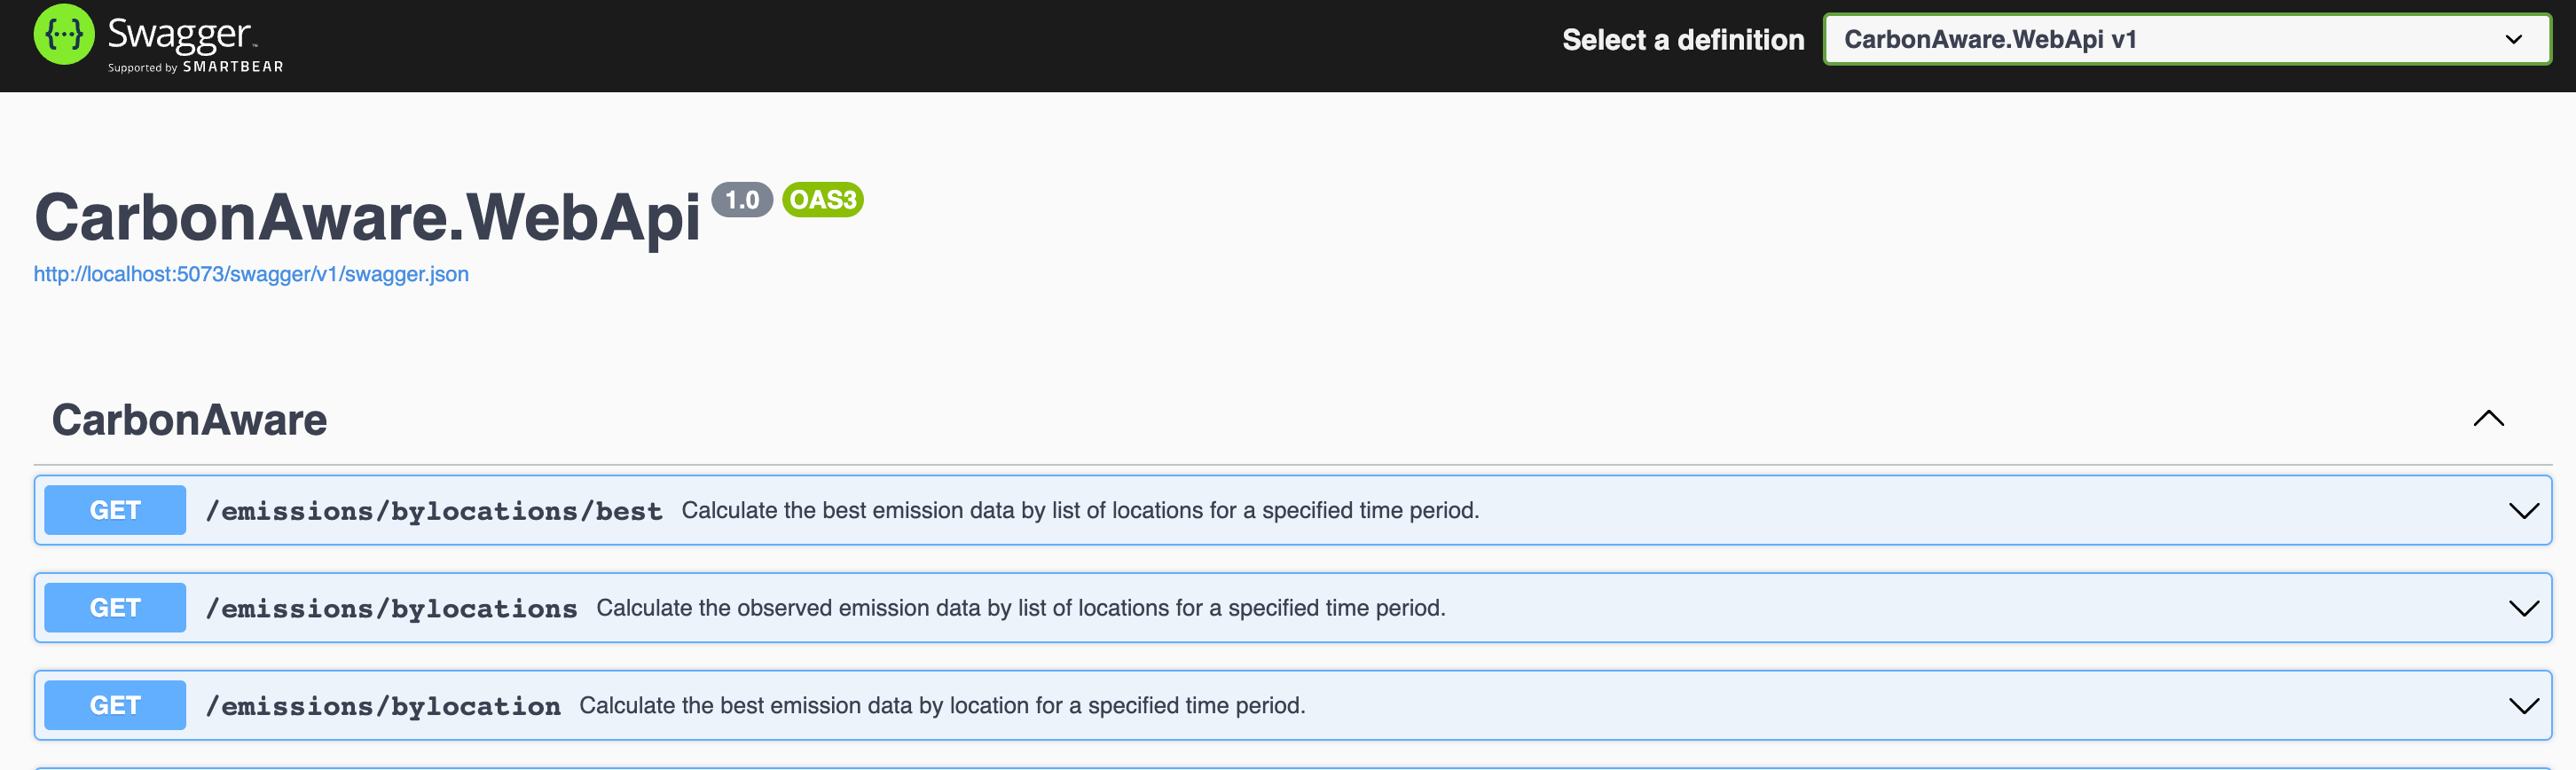 {...} Swagger™
Supported by SMARTBEAR
Select a definition
CarbonAware.WebApi v1
CarbonAware.WebApi 1.0 OAS3
http://localhost:5073/swagger/v1/swagger.json
CarbonAware
GET /emissions/bylocations/best Calculate the best emission data by list of locations for a specified time period.
GET /emissions/bylocations Calculate the observed emission data by list of locations for a specified time period.
GET /emissions/bylocation Calculate the best emission data by location for a specified time period.